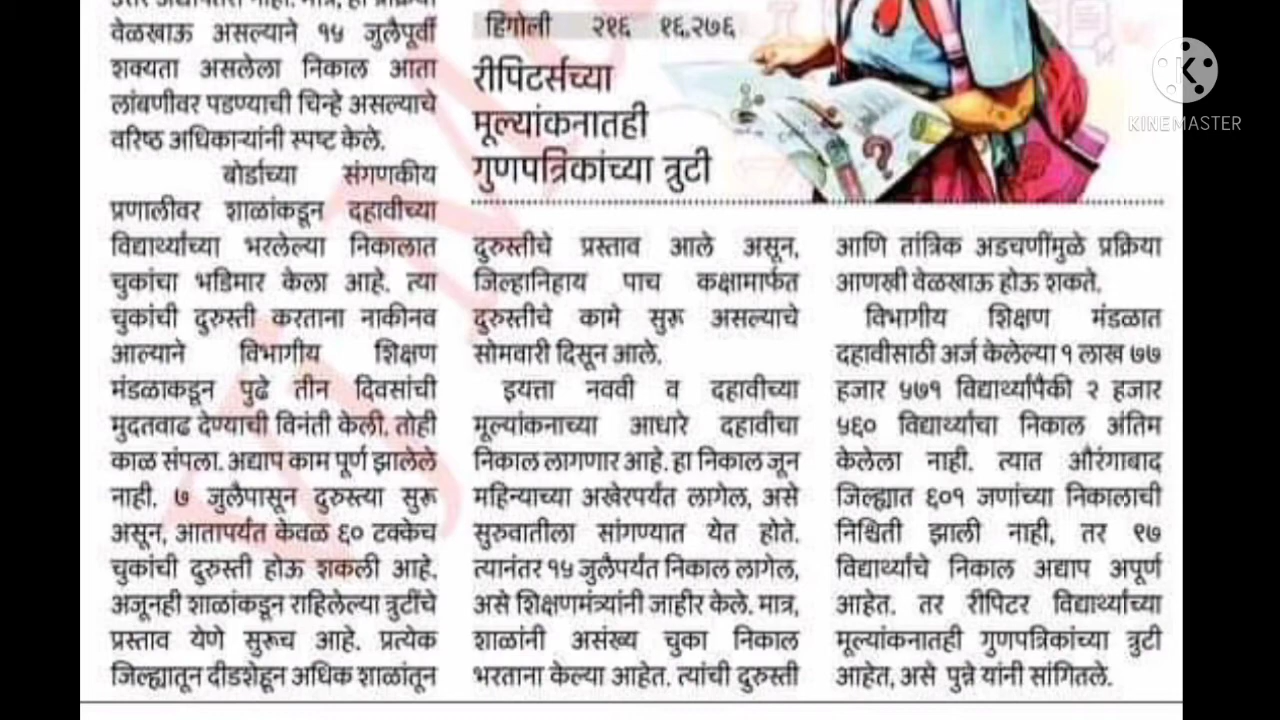 वेळखाऊ असल्याने १५ जुलैपूर्वी
शक्यता असलेला निकाल आता
लांबणीवर पडण्याची चिन्हे असल्याचे
वरिष्ठ अधिकाऱ्यांनी स्पष्ट केले.
बोर्डाच्या संगणकीय
प्रणालीवर शाळांकडून दहावीच्या
विद्यार्थ्यांच्या भरलेल्या निकालात
चुकांचा भडिमार केला आहे. त्या
चुकांची दुरुस्ती करताना नाकीनव
आल्याने विभागीय शिक्षण
मंडळाकडून पुढे तीन दिवसांची
मुदतवाढ देण्याची विनंती केली. तोही
काळ संपला. अद्याप काम पूर्ण झालेले
नाही. ७ जुलैपासून दुरुस्त्या सुरू
असून, आतापर्यंत केवळ ६० टक्केच
चुकांची दुरुस्ती होऊ शकली आहे.
अजूनही शाळांकडून राहिलेल्या त्रुटींचे
प्रस्ताव येणे सुरूच आहे. प्रत्येक
जिल्ह्यातून दीडशेहून अधिक शाळांतून
हिंगोली २१६ १६,२७६
रीपिटर्सच्या
मूल्यांकनातही
गुणपत्रिकांच्या त्रुटी
दुरुस्तीचे प्रस्ताव आले असून,
जिल्हानिहाय पाच कक्षामार्फत
दुरुस्तीचे कामे सुरू असल्याचे
सोमवारी दिसून आले.
इयत्ता नववी व दहावीच्या
मूल्यांकनाच्या आधारे दहावीचा
निकाल लागणार आहे. हा निकाल जून
महिन्याच्या अखेरपर्यंत लागेल, असे
सुरुवातीला सांगण्यात येत होते.
त्यानंतर १५ जुलैपर्यंत निकाल लागेल,
असे शिक्षणमंत्र्यांनी जाहीर केले. मात्र,
शाळांनी असंख्य चुका निकाल
भरताना केल्या आहेत. त्यांची दुरुस्ती
आणि तांत्रिक अडचणींमुळे प्रक्रिया
आणखी वेळखाऊ होऊ शकते.
विभागीय शिक्षण मंडळात
दहावीसाठी अर्ज केलेल्या १ लाख ७७
हजार ५७१ विद्यार्थ्यांपैकी २ हजार
५६० विद्यार्थ्यांचा निकाल अंतिम
केलेला नाही. त्यात औरंगाबाद
जिल्ह्यात ६०१ जणांच्या निकालाची
निश्चिती झाली नाही, तर ९७
विद्यार्थ्यांचे निकाल अद्याप अपूर्ण
आहेत. तर रीपिटर विद्यार्थ्यांच्या
मूल्यांकनातही गुणपत्रिकांच्या त्रुटी
आहेत, असे पुन्ने यांनी सांगितले.
KINEMASTER